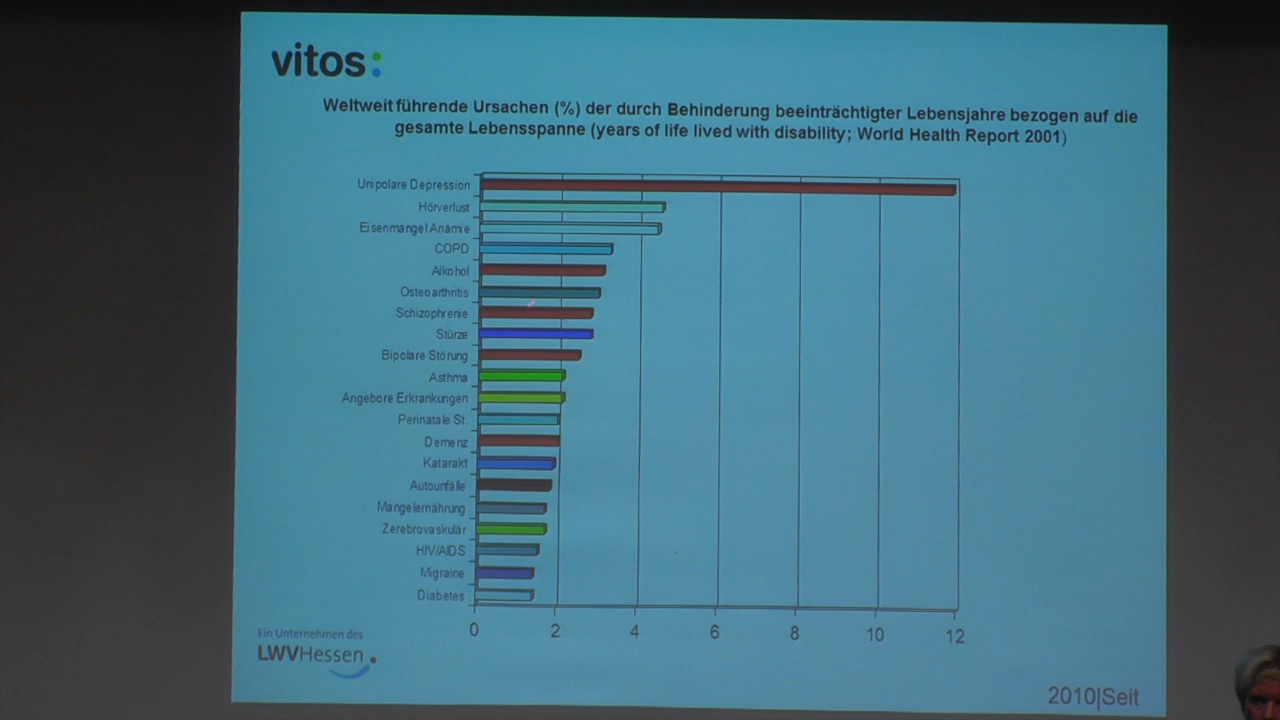 vitos:
Weltweit führende Ursachen (%) der durch Behinderung beeinträchtigter Lebensjahre bezogen auf die
gesamte Lebensspanne (years of life lived with disability; World Health Report 2001)
Unipolare Depression
Hörverlust
Eisenmangel Anämie
COPD
Alkohol
Osteoarthritis
Schizophrenie
Stürze
Bipolare Störung
Asthma
Angebore Erkrankungen
Perinatale St.
Demenz
Katarakt
Autounfälle
Mangelernährung
Zerebrovaskulär
HIV/AIDS
Migraine
Diabetes
0 2 4 6 8 10 12
Ein Unternehmen des
LWVHessen.
2010|Seit